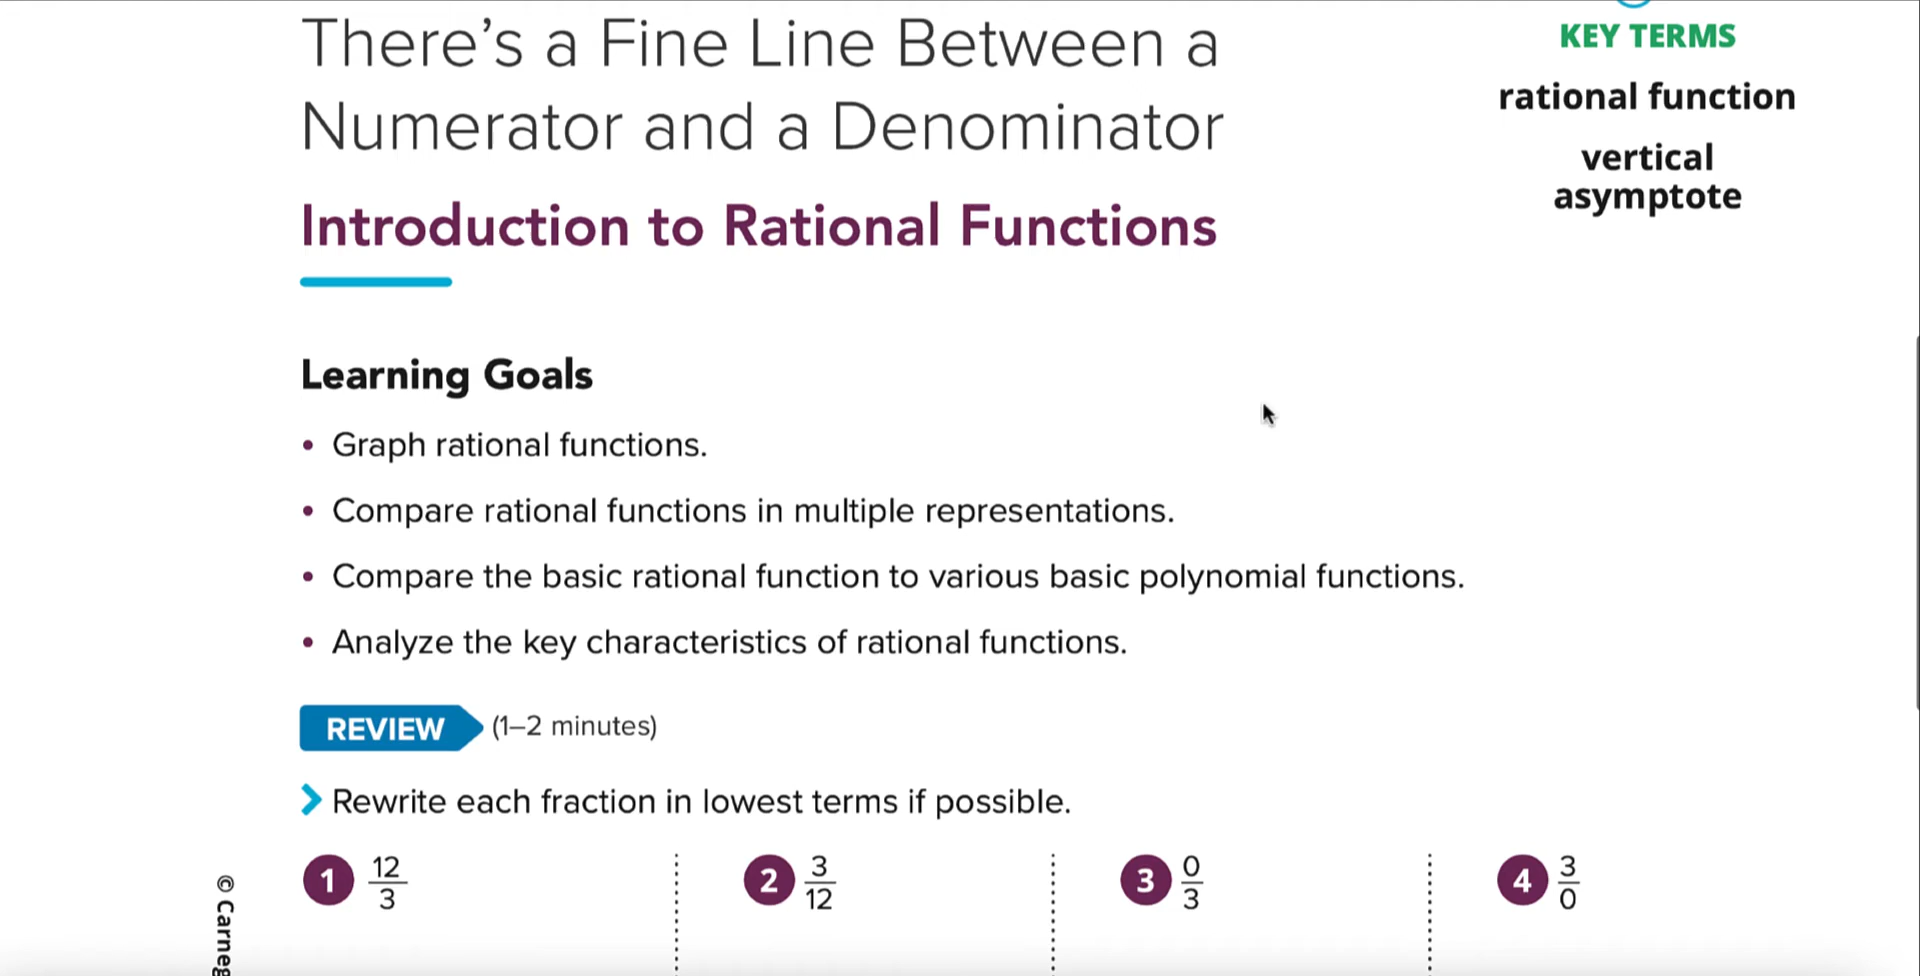 There’s a Fine Line Between a
Numerator and a Denominator
Introduction to Rational Functions
KEY TERMS
rational function
vertical
asymptote
Learning Goals
• Graph rational functions.
• Compare rational functions in multiple representations.
• Compare the basic rational function to various basic polynomial functions.
• Analyze the key characteristics of rational functions.
REVIEW (1–2 minutes)
Rewrite each fraction in lowest terms if possible.
1 12/3 2 3/12 3 0/3 4 3/0
© Carneg